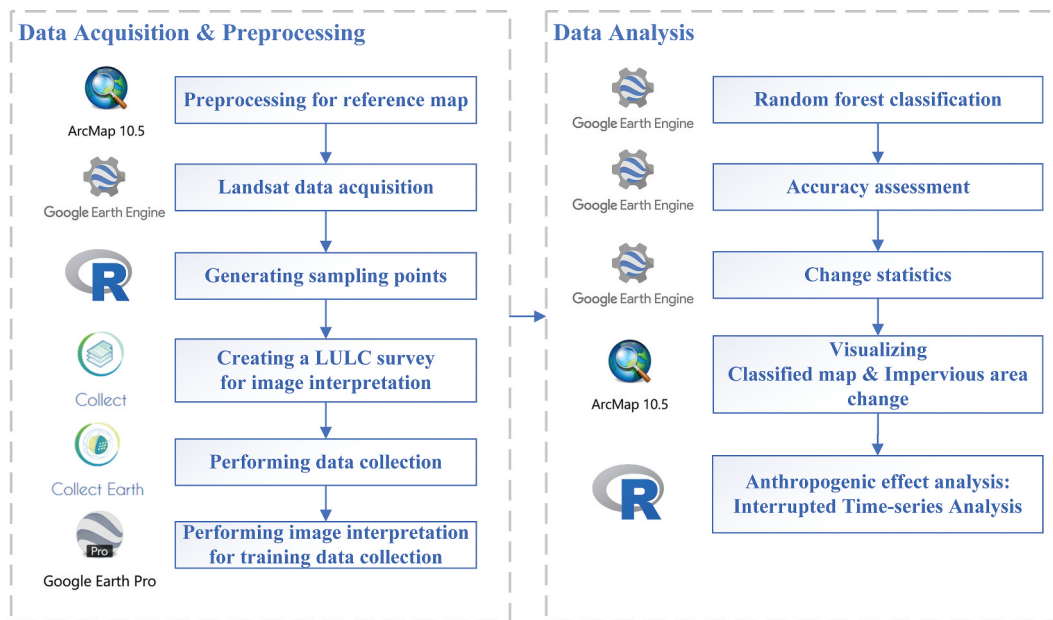 Data Acquisition & Preprocessing
ArcMap 10.5
Preprocessing for reference map
Google Earth Engine
Landsat data acquisition
R
Generating sampling points
Collect
Creating a LULC survey
for image interpretation
Collect Earth
Performing data collection
Pro
Google Earth Pro
Performing image interpretation
for training data collection
Data Analysis
Google Earth Engine
Random forest classification
Google Earth Engine
Accuracy assessment
Google Earth Engine
Change statistics
ArcMap 10.5
Visualizing
Classified map & Impervious area
change
R
Anthropogenic effect analysis:
Interrupted Time-series Analysis